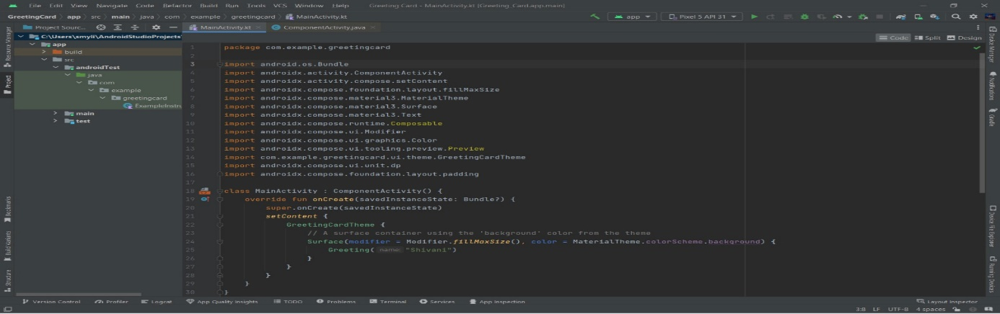 File Edit View Navigate Code Refactor Build Run Tools VCS Window Help Greeting Card - MainActivity.kt [Greeting_Card.app.main]
GreetingCard app src main java com example greetingcard MainActivity.kt app Pixel 5 API 31
Project Sourc... MainActivity.kt ComponentActivity.java
Code Split Design
C:\Users\smyli\AndroidStudioProjects
app
build
src
androidTest
java
com
example
greetingcard
ExampleInstru
main
test
1 package com.example.greetingcard
2
3 import android.os.Bundle
4 import androidx.activity.ComponentActivity
5 import androidx.activity.compose.setContent
6 import androidx.compose.foundation.layout.fillMaxSize
7 import androidx.compose.material3.MaterialTheme
8 import androidx.compose.material3.Surface
9 import androidx.compose.material3.Text
10 import androidx.compose.runtime.Composable
11 import androidx.compose.ui.Modifier
12 import androidx.compose.ui.graphics.Color
13 import androidx.compose.ui.tooling.preview.Preview
14 import com.example.greetingcard.ui.theme.GreetingCardTheme
15 import androidx.compose.ui.unit.dp
16 import androidx.compose.foundation.layout.padding
17
18 class MainActivity : ComponentActivity() {
19 override fun onCreate(savedInstanceState: Bundle?) {
20 super.onCreate(savedInstanceState)
21 setContent {
22 GreetingCardTheme {
23 // A surface container using the 'background' color from the theme
24 Surface(modifier = Modifier.fillMaxSize(), color = MaterialTheme.colorScheme.background) {
25 Greeting( name: "Shivani")
26 }
27 }
28 }
29 }
30 }
Resource Manager
Project
Bookmarks
Build Variants
Structure
Device Manager
Notifications
Gradle
Device File Explorer
Running Devices
Version Control Profiler Logcat App Quality Insights TODO Problems Terminal Services App Inspection Layout Inspector
3:8 LF UTF-8 4 spaces